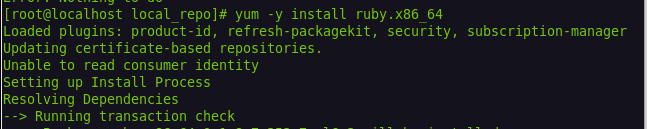 Error: Nothing to do
[root@localhost local_repo]# yum -y install ruby.x86_64
Loaded plugins: product-id, refresh-packagekit, security, subscription-manager
Updating certificate-based repositories.
Unable to read consumer identity
Setting up Install Process
Resolving Dependencies
--> Running transaction check